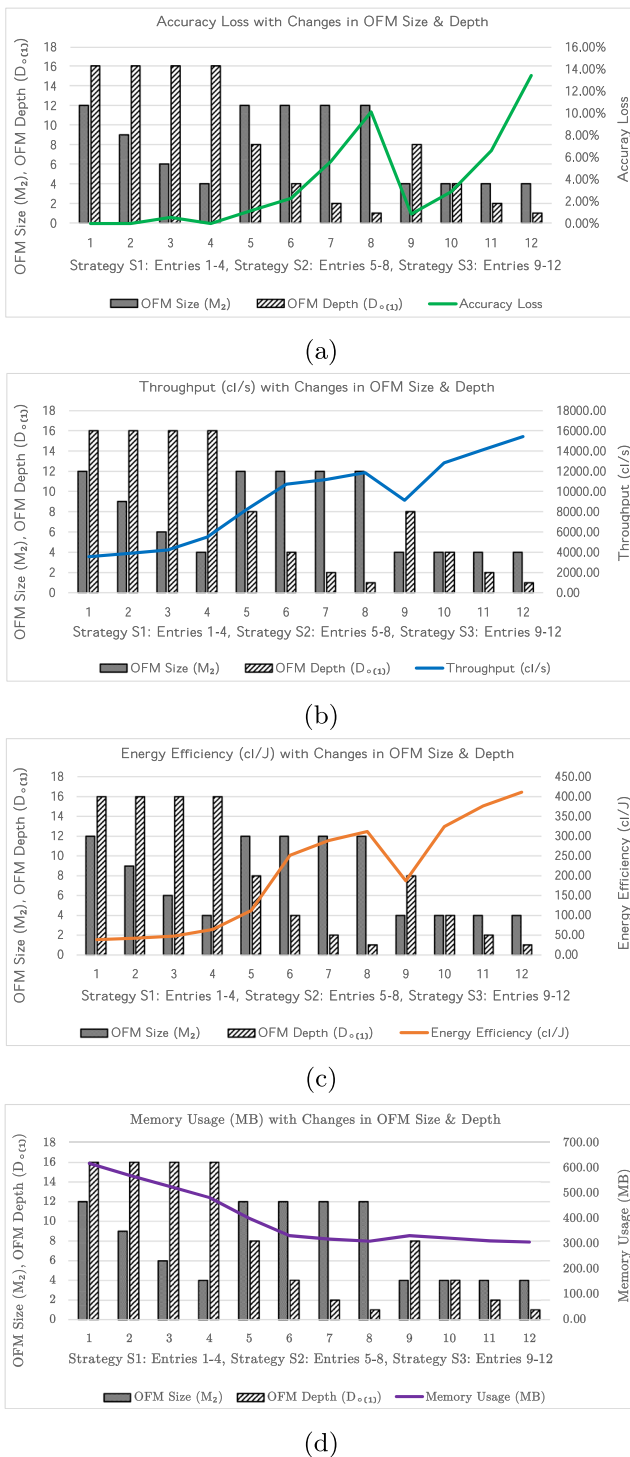 Accuracy Loss with Changes in OFM Size & Depth
OFM Size (M₂), OFM Depth (D₀₍₁₎)
18
16
14
12
10
8
6
4
2
0
16.00%
14.00%
12.00%
10.00%
8.00%
6.00%
4.00%
2.00%
0.00%
Accuray Loss
1 2 3 4 5 6 7 8 9 10 11 12
Strategy S1: Entries 1-4, Strategy S2: Entries 5-8, Strategy S3: Entries 9-12
OFM Size (M₂) OFM Depth (D₀₍₁₎) Accuracy Loss
(a)
Throughput (cI/s) with Changes in OFM Size & Depth
OFM Size (M₂), OFM Depth (D₀₍₁₎)
18
16
14
12
10
8
6
4
2
0
18000.00
16000.00
14000.00
12000.00
10000.00
8000.00
6000.00
4000.00
2000.00
0.00
Throughput (cI/s)
1 2 3 4 5 6 7 8 9 10 11 12
Strategy S1: Entries 1-4, Strategy S2: Entries 5-8, Strategy S3: Entries 9-12
OFM Size (M₂) OFM Depth (D₀₍₁₎) Throughput (cI/s)
(b)
Energy Efficiency (cI/J) with Changes in OFM Size & Depth
OFM Size (M₂), OFM Depth (D₀₍₁₎)
18
16
14
12
10
8
6
4
2
0
450.00
400.00
350.00
300.00
250.00
200.00
150.00
100.00
50.00
0.00
Energy Efficiency (cI/J)
1 2 3 4 5 6 7 8 9 10 11 12
Strategy S1: Entries 1-4, Strategy S2: Entries 5-8, Strategy S3: Entries 9-12
OFM Size (M₂) OFM Depth (D₀₍₁₎) Energy Efficiency (cI/J)
(c)
Memory Usage (MB) with Changes in OFM Size & Depth
OFM Size (M₂), OFM Depth (D₀₍₁₎)
18
16
14
12
10
8
6
4
2
0
700.00
600.00
500.00
400.00
300.00
200.00
100.00
0.00
Memory Usage (MB)
1 2 3 4 5 6 7 8 9 10 11 12
Strategy S1: Entries 1-4, Strategy S2: Entries 5-8, Strategy S3: Entries 9-12
OFM Size (M₂) OFM Depth (D₀₍₁₎) Memory Usage (MB)
(d)